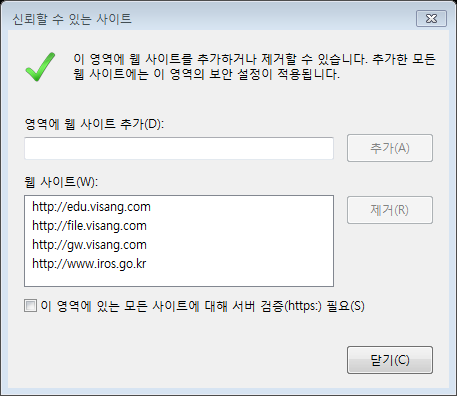 신뢰할 수 있는 사이트
이 영역에 웹 사이트를 추가하거나 제거할 수 있습니다. 추가한 모든
웹 사이트에는 이 영역의 보안 설정이 적용됩니다.
영역에 웹 사이트 추가(D):
추가(A)
웹 사이트(W):
http://edu.visang.com
http://file.visang.com
http://gw.visang.com
http://www.iros.go.kr
제거(R)
이 영역에 있는 모든 사이트에 대해 서버 검증(https:) 필요(S)
닫기(C)